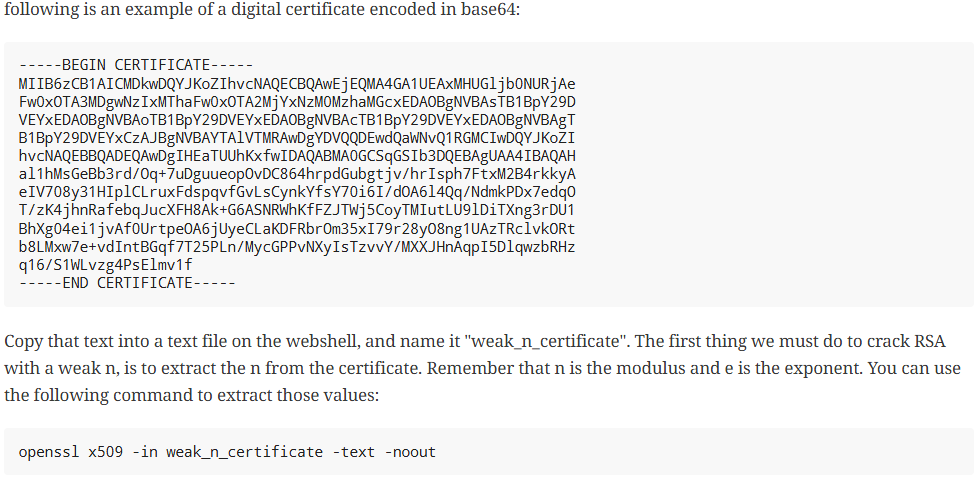 following is an example of a digital certificate encoded in base64:
-----BEGIN CERTIFICATE-----
MIIB6zCB1AICMDkwDQYJKoZIhvcNAQECBQAwEjEQMA4GA1UEAxMHUGljb0NURjAe
Fw0xOTA3MDgwNzIxMThaFw0xOTA2MjYxNzM0MzhaMGcxEDAOBgNVBAsTB1BpY29D
VEYxEDAOBgNVBAoTB1BpY29DVEYxEDAOBgNVBAcTB1BpY29DVEYxEDAOBgNVBAgT
B1BpY29DVEYxCzAJBgNVBAYTAlVTMRAwDgYDVQQDEwdQaWNvQ1RGMCIwDQYJKoZI
hvcNAQEBBQADEQAwDgIHEaTUUhKxfwIDAQABMA0GCSqGSIb3DQEBAgUAA4IBAQAH
al1hMsGeBb3rd/Oq+7uDguueopOvDC864hrpdGubgtjv/hrIsph7FtxM2B4rkkyA
eIV708y31HIplCLruxFdspqvfGvLsCynkYfsY70i6I/dOA6l4Qq/NdmkPDx7edqO
T/zK4jhnRafebqJucXFH8Ak+G6ASNRWhKfFZJTWj5CoyTMIutLU9lDiTXng3rDU1
BhXg04ei1jvAf0UrtpeOA6jUyeCLaKDFRbrOm35xI79r28yO8ng1UAzTRclvkORt
b8LMxw7e+vdIntBGqf7T25PLn/MycGPPvNXyIsTzvvY/MXXJHnAqpI5DlqwzbRHz
q16/S1WLvzg4PsElmv1f
-----END CERTIFICATE-----
Copy that text into a text file on the webshell, and name it "weak_n_certificate". The first thing we must do to crack RSA
with a weak n, is to extract the n from the certificate. Remember that n is the modulus and e is the exponent. You can use
the following command to extract those values:
openssl x509 -in weak_n_certificate -text -noout